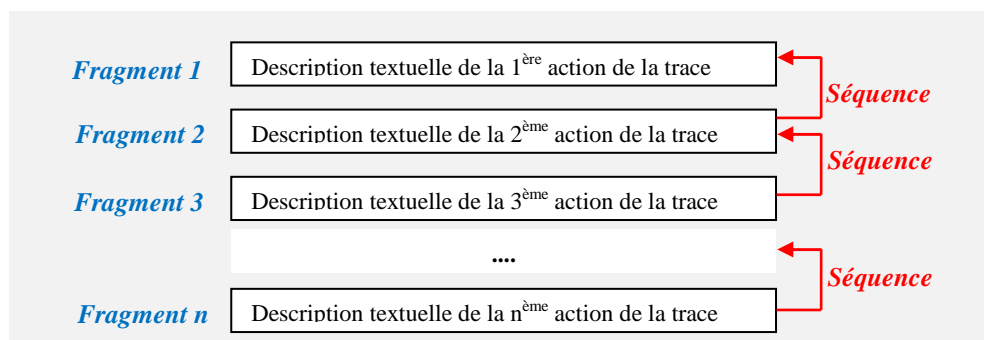 Fragment 1 Description textuelle de la 1ère action de la trace
Séquence
Fragment 2 Description textuelle de la 2ème action de la trace
Séquence
Fragment 3 Description textuelle de la 3ème action de la trace
....
Séquence
Fragment n Description textuelle de la nème action de la trace